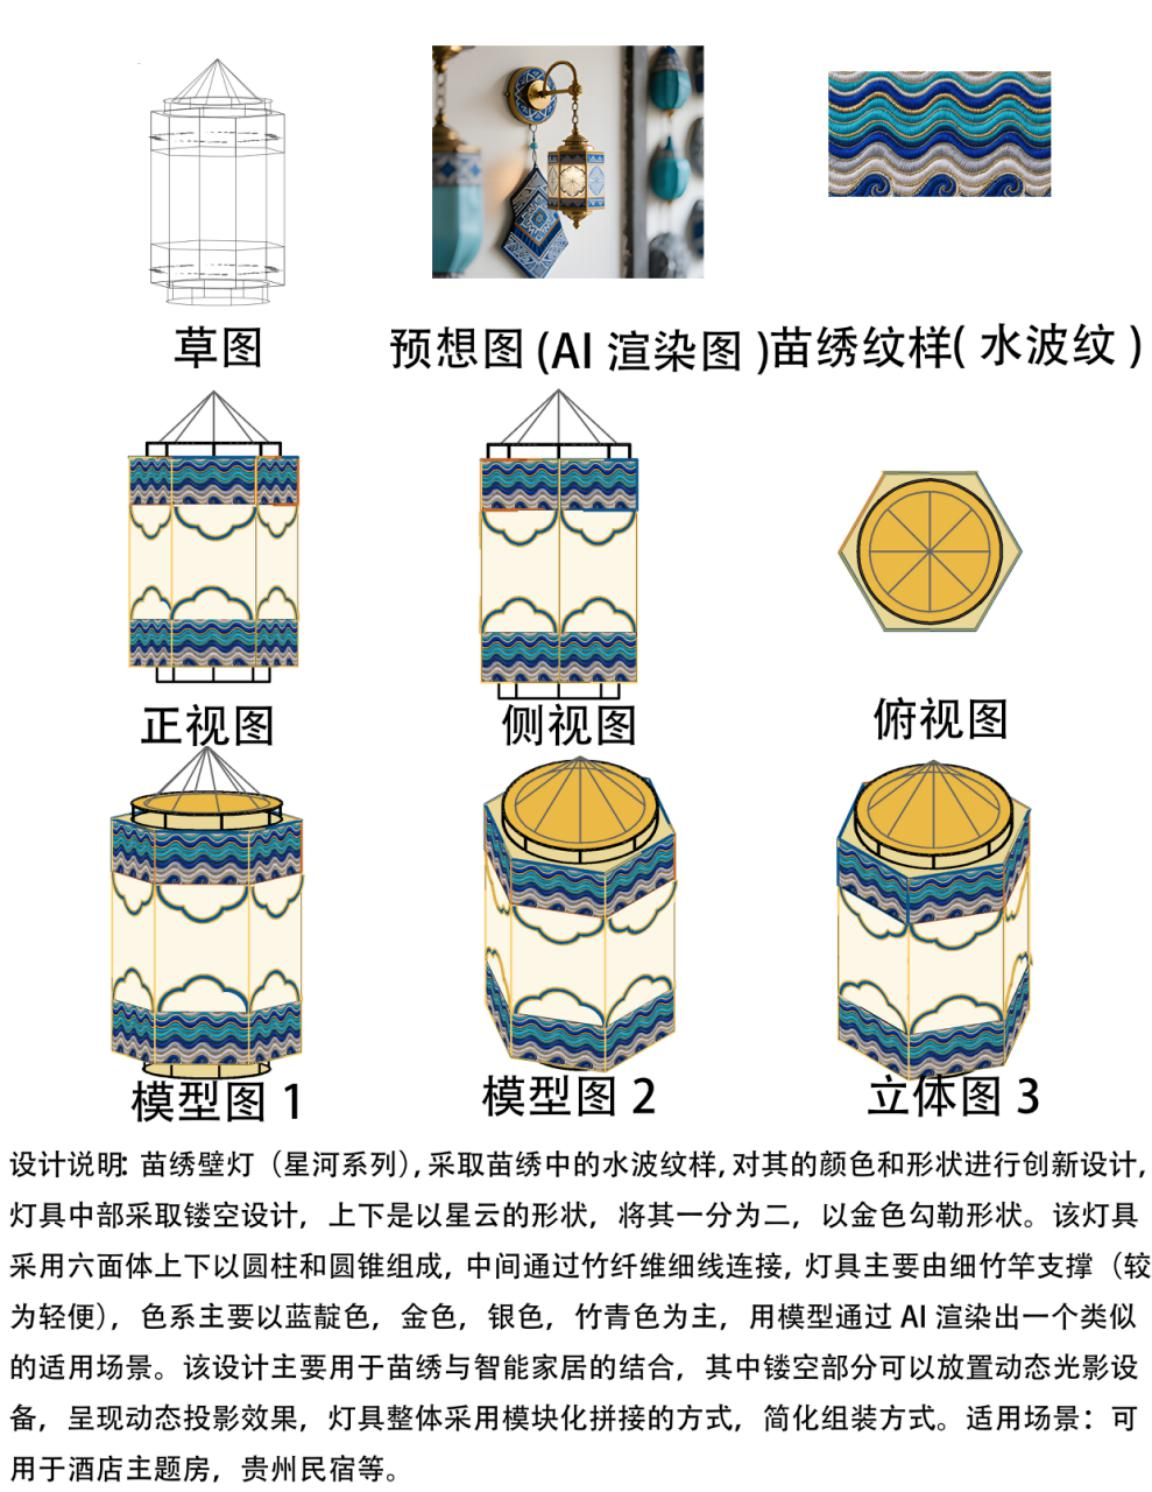 草图
预想图(AI 渲染图)苗绣纹样(水波纹)
正视图
侧视图
俯视图
模型图 1
模型图 2
立体图 3
设计说明: 苗绣壁灯（星河系列）, 采取苗绣中的水波纹样, 对其的颜色和形状进行创新设计,
灯具中部采取镂空设计， 上下是以星云的形状， 将其一分为二， 以金色勾勒形状。该灯具
采用六面体上下以圆柱和圆锥组成, 中间通过竹纤维细线连接, 灯具主要由细竹竿支撑（较
为轻便）， 色系主要以蓝靛色， 金色， 银色， 竹青色为主， 用模型通过 AI 渲染出一个类似
的适用场景。该设计主要用于苗绣与智能家居的结合， 其中镂空部分可以放置动态光影设
备， 呈现动态投影效果， 灯具整体采用模块化拼接的方式， 简化组装方式。适用场景：可
用于酒店主题房， 贵州民宿等。